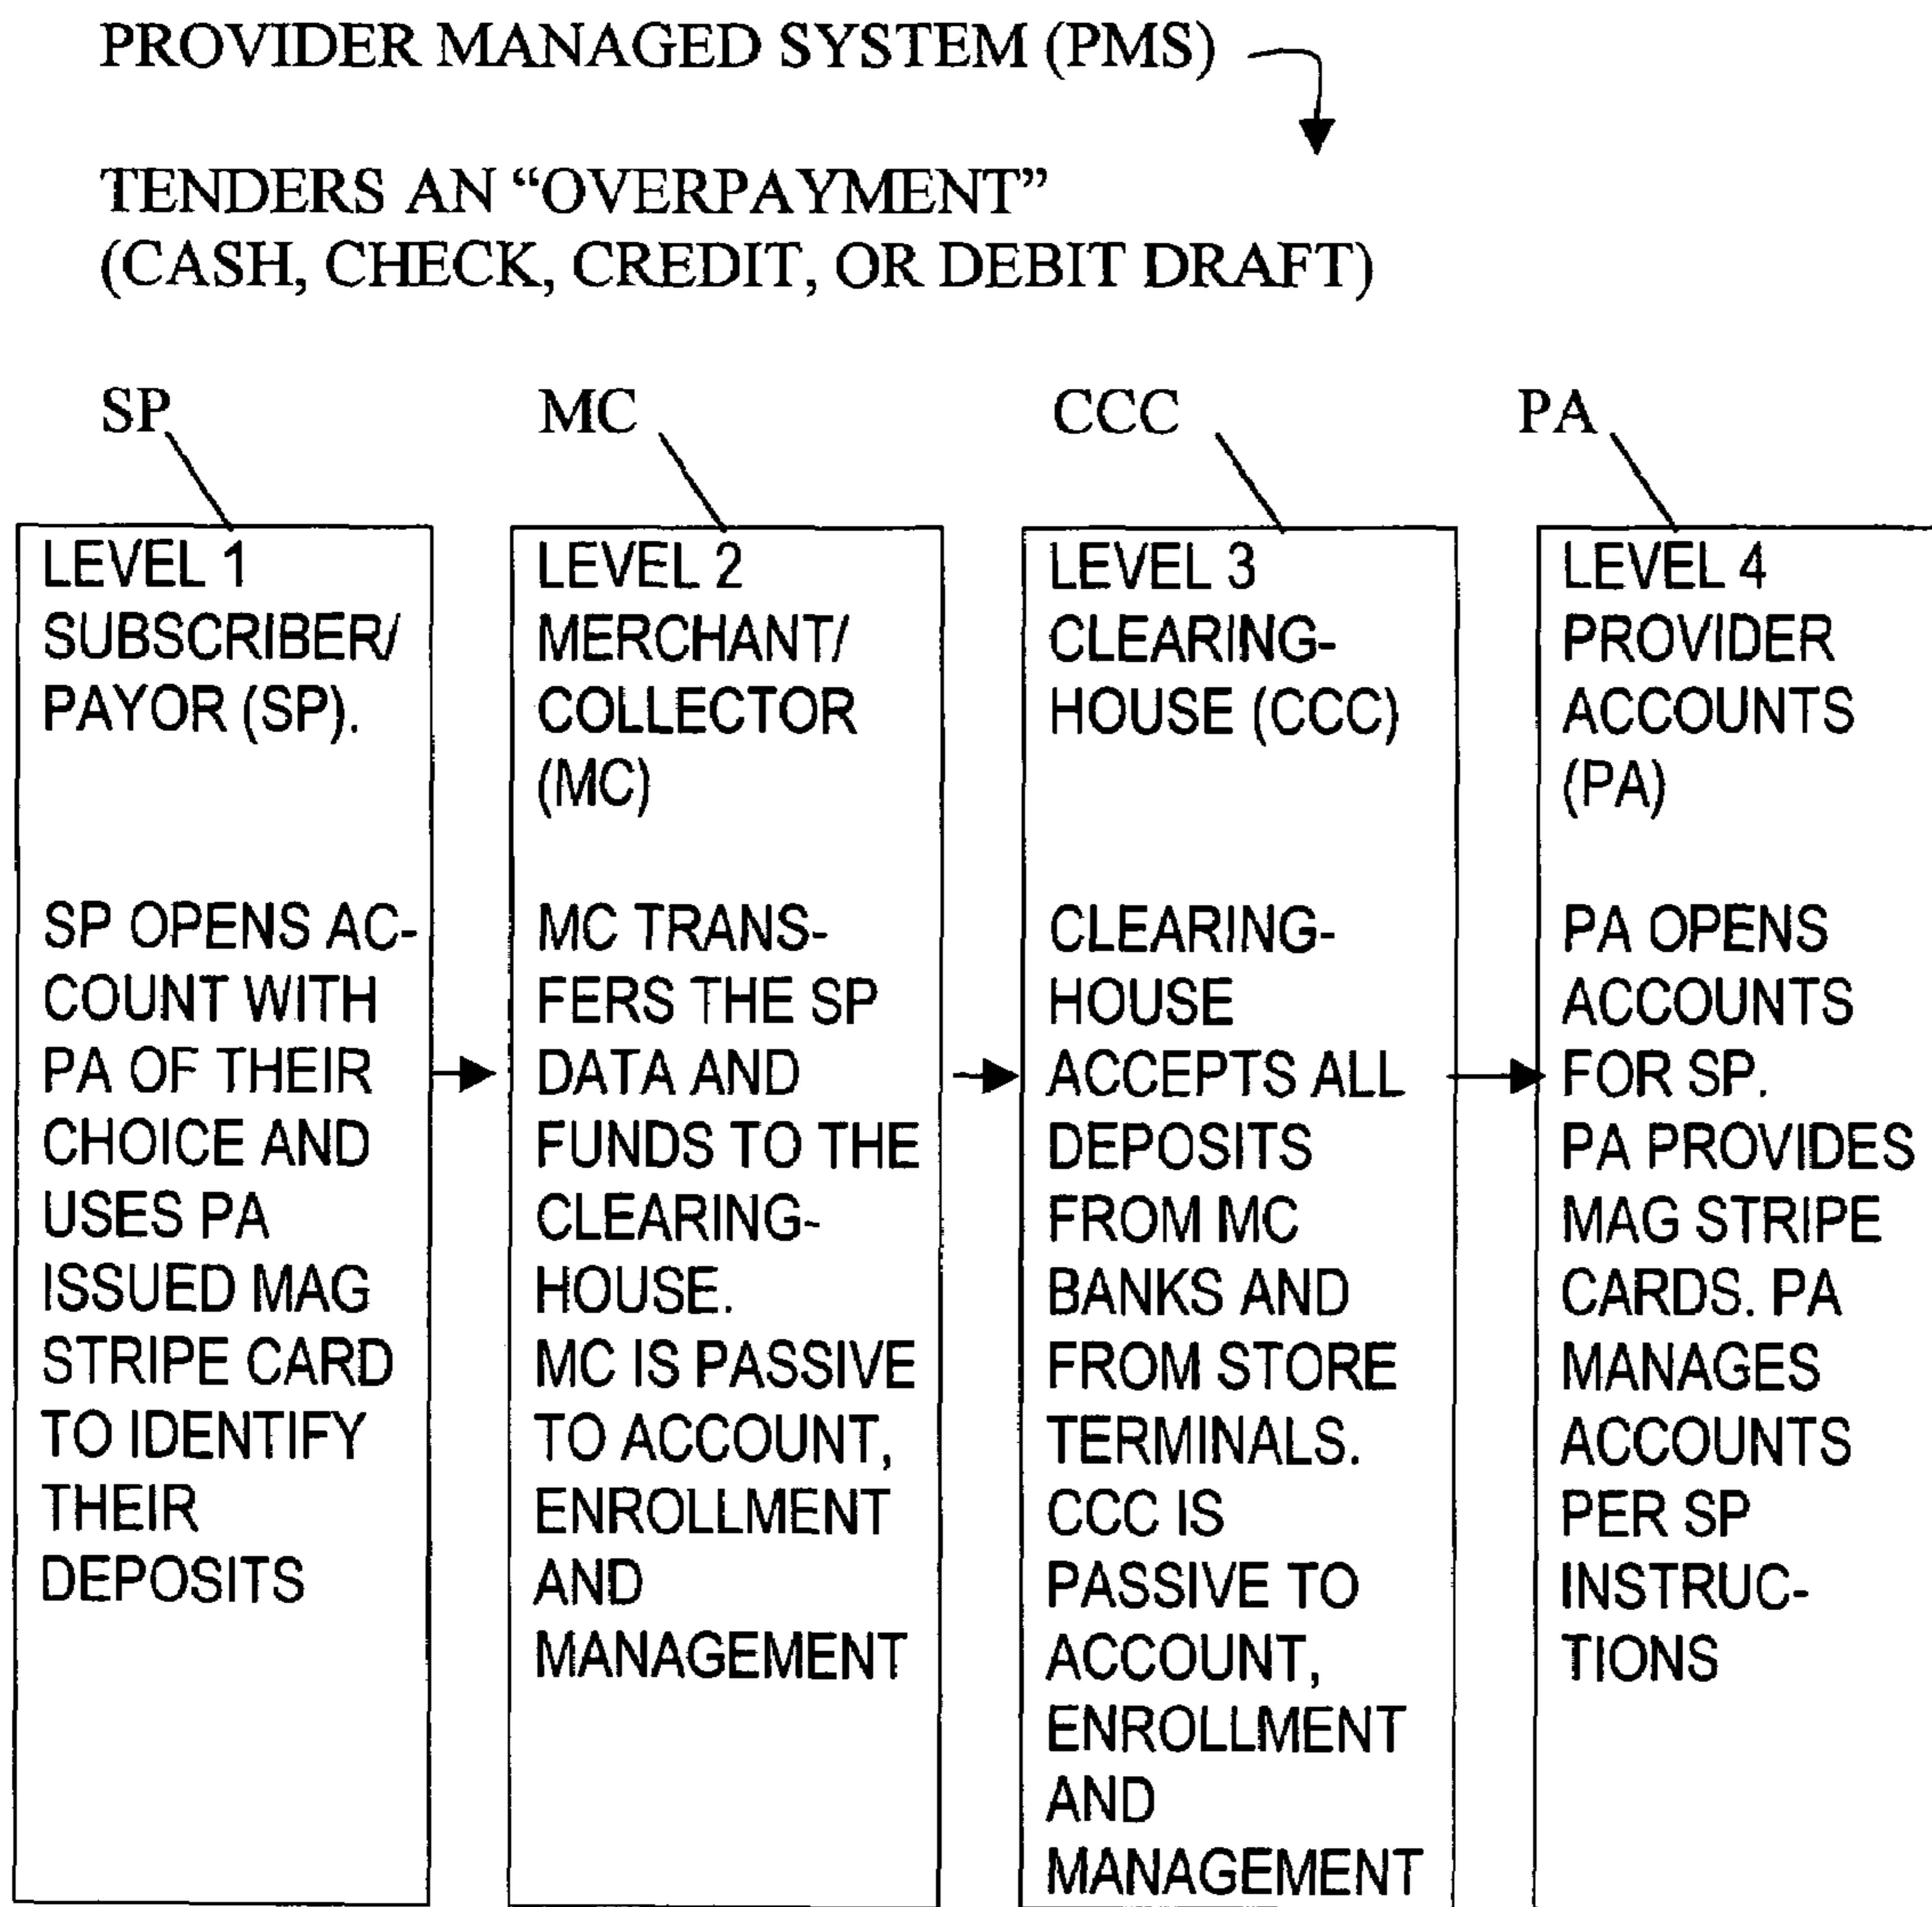 PROVIDER MANAGED SYSTEM (PMS)
TENDERS AN “OVERPAYMENT”
(CASH, CHECK, CREDIT, OR DEBIT DRAFT)
SP
MC
CCC
PA
LEVEL 1
SUBSCRIBER/
PAYOR (SP).
SP OPENS AC-
COUNT WITH
PA OF THEIR
CHOICE AND
USES PA
ISSUED MAG
STRIPE CARD
TO IDENTIFY
THEIR
DEPOSITS
LEVEL 2
MERCHANT/
COLLECTOR
(MC)
MC TRANS-
FERS THE SP
DATA AND
FUNDS TO THE
CLEARING-
HOUSE.
MC IS PASSIVE
TO ACCOUNT,
ENROLLMENT
AND
MANAGEMENT
LEVEL 3
CLEARING-
HOUSE (CCC)
CLEARING-
HOUSE
ACCEPTS ALL
DEPOSITS
FROM MC
BANKS AND
FROM STORE
TERMINALS.
CCC IS
PASSIVE TO
ACCOUNT,
ENROLLMENT
AND
MANAGEMENT
LEVEL 4
PROVIDER
ACCOUNTS
(PA)
PA OPENS
ACCOUNTS
FOR SP.
PA PROVIDES
MAG STRIPE
CARDS. PA
MANAGES
ACCOUNTS
PER SP
INSTRUC-
TIONS